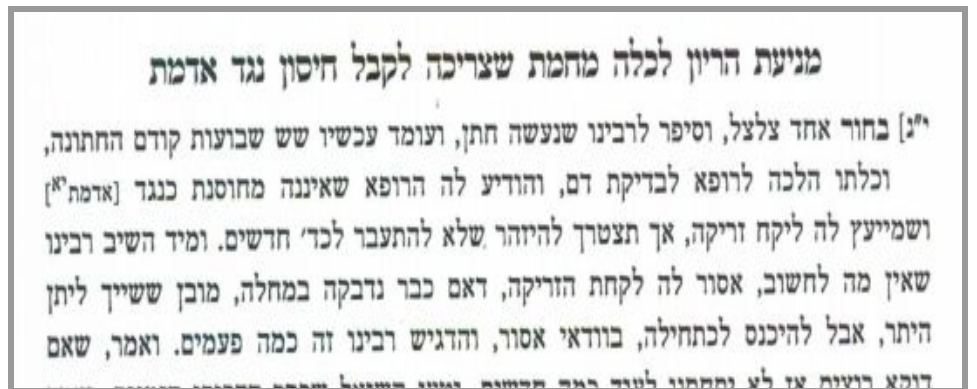 מניעת הריון לכלה מחמת שצריכה לקבל חיסון נגד אדמת
י"ג] בחור אחד צלצל, וסיפר לרבינו שנעשה חתן, ועומד עכשיו שש שבועות קודם החתונה,
וכלתו הלכה לרופא לבדיקת דם, והודיע לה הרופא שאיננה מחוסנת כנגד [אדמתיא]
ושמייעץ לה ליקח זריקה, אך תצטרך להיזהר שלא להתעבר לכד' חדשים. ומיד השיב רבינו
שאין מה לחשוב, אסור לה לקחת הזריקה, דאם כבר נדבקה במחלה, מובן ששייך ליתן
היתר, אבל להיכנס לכתחילה, בוודאי אסור, והדגיש רבינו זה כמה פעמים. ואמר, שאם